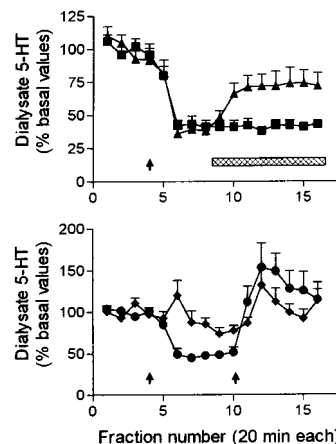 Dialysate 5-HT
(% basal values)
125
100
75
50
25
0
0 5 10 15
Dialysate 5-HT
(% basal values)
200
150
100
50
0
0 5 10 15
Fraction number (20 min each)